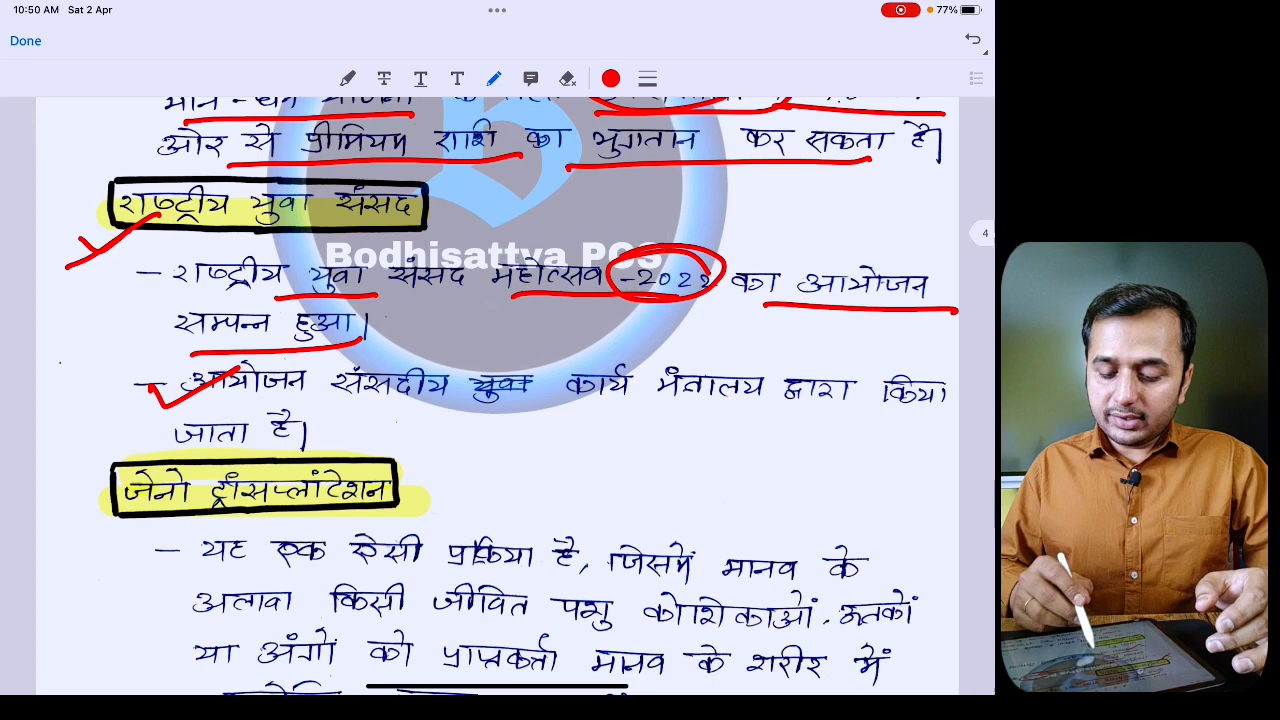 10:50 AM Sat 2 Apr
77%
Done
और से प्रीमियम राशि का भुगतान कर सकता है।
राष्ट्रीय युवा संसद
4
Bodhisattva PCS
– राष्ट्रीय युवा संसद महोत्सव -2022 का आयोजन
सम्पन्न हुआ।
– आयोजन संसदीय कार्य मंत्रालय द्वारा किया
जाता है।
जेनो ट्रांसप्लांटेशन
– यह एक ऐसी प्रक्रिया है, जिसमें मानव के
अलावा किसी जीवित पशु कोशिकाओं, ऊतकों
या अंगों को प्राप्तकर्त्ता मानव के शरीर में